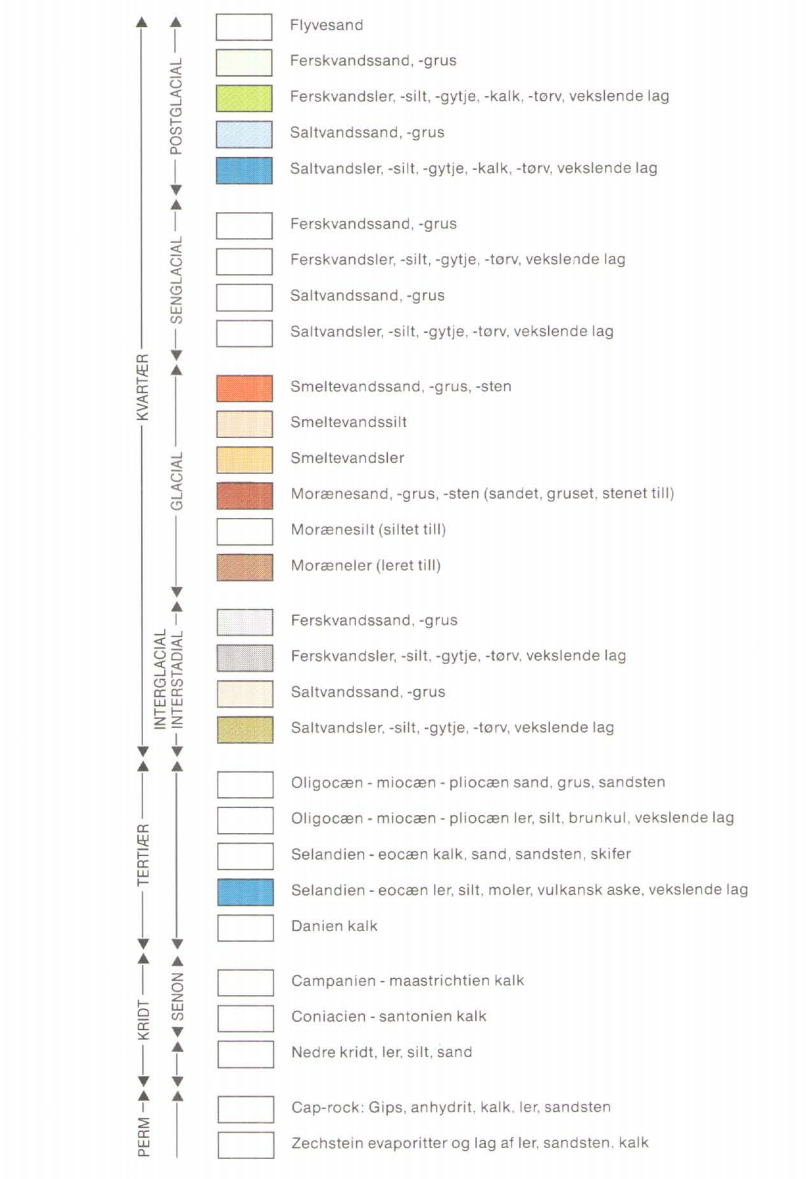 Flyvesand
Ferskvandssand, -grus
Ferskvandsler, -silt, -gytje, -kalk, -tørv, vekslende lag
Saltvandssand, -grus
Saltvandsler, -silt, -gytje, -kalk, -tørv, vekslende lag
POSTGLACIAL
Ferskvandssand, -grus
Ferskvandsler, -silt, -gytje, -tørv, vekslende lag
Saltvandssand, -grus
Saltvandsler, -silt, -gytje, -tørv, vekslende lag
SENGLACIAL
KVARTÆR
Smeltevandssand, -grus, -sten
Smeltevandssilt
Smeltevandsler
Morænesand, -grus, -sten (sandet, gruset, stenet till)
Morænesilt (siltet till)
Moræneler (leret till)
GLACIAL
Ferskvandssand, -grus
Ferskvandsler, -silt, -gytje, -tørv, vekslende lag
Saltvandssand, -grus
Saltvandsler, -silt, -gytje, -tørv, vekslende lag
INTERGLACIAL
INTERSTADIAL
Oligocæn - miocæn - pliocæn sand, grus, sandsten
Oligocæn - miocæn - pliocæn ler, silt, brunkul, vekslende lag
Selandien - eocæn kalk, sand, sandsten, skifer
Selandien - eocæn ler, silt, moler, vulkansk aske, vekslende lag
Danien kalk
TERTIÆR
Campanien - maastrichtien kalk
Coniacien - santonien kalk
Nedre kridt, ler, silt, sand
KRIDT
SENON
Cap-rock: Gips, anhydrit, kalk, ler, sandsten
Zechstein evaporitter og lag af ler, sandsten, kalk
PERM